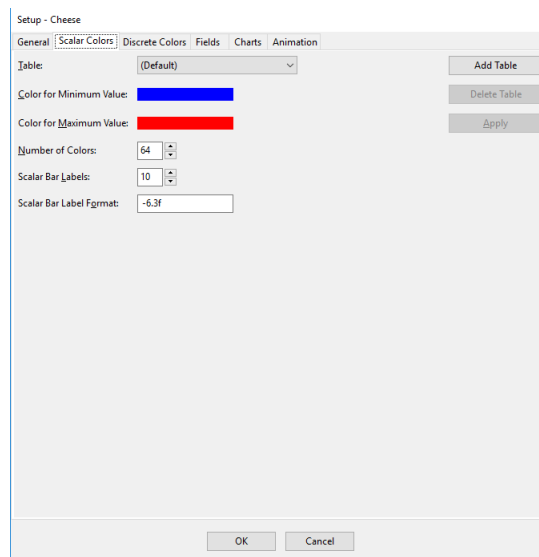 Setup - Cheese
General Scalar Colors Discrete Colors Fields Charts Animation
Table: (Default) Add Table
Color for Minimum Value: Delete Table
Color for Maximum Value: Apply
Number of Colors: 64
Scalar Bar Labels: 10
Scalar Bar Label Format: -6.3f
OK Cancel